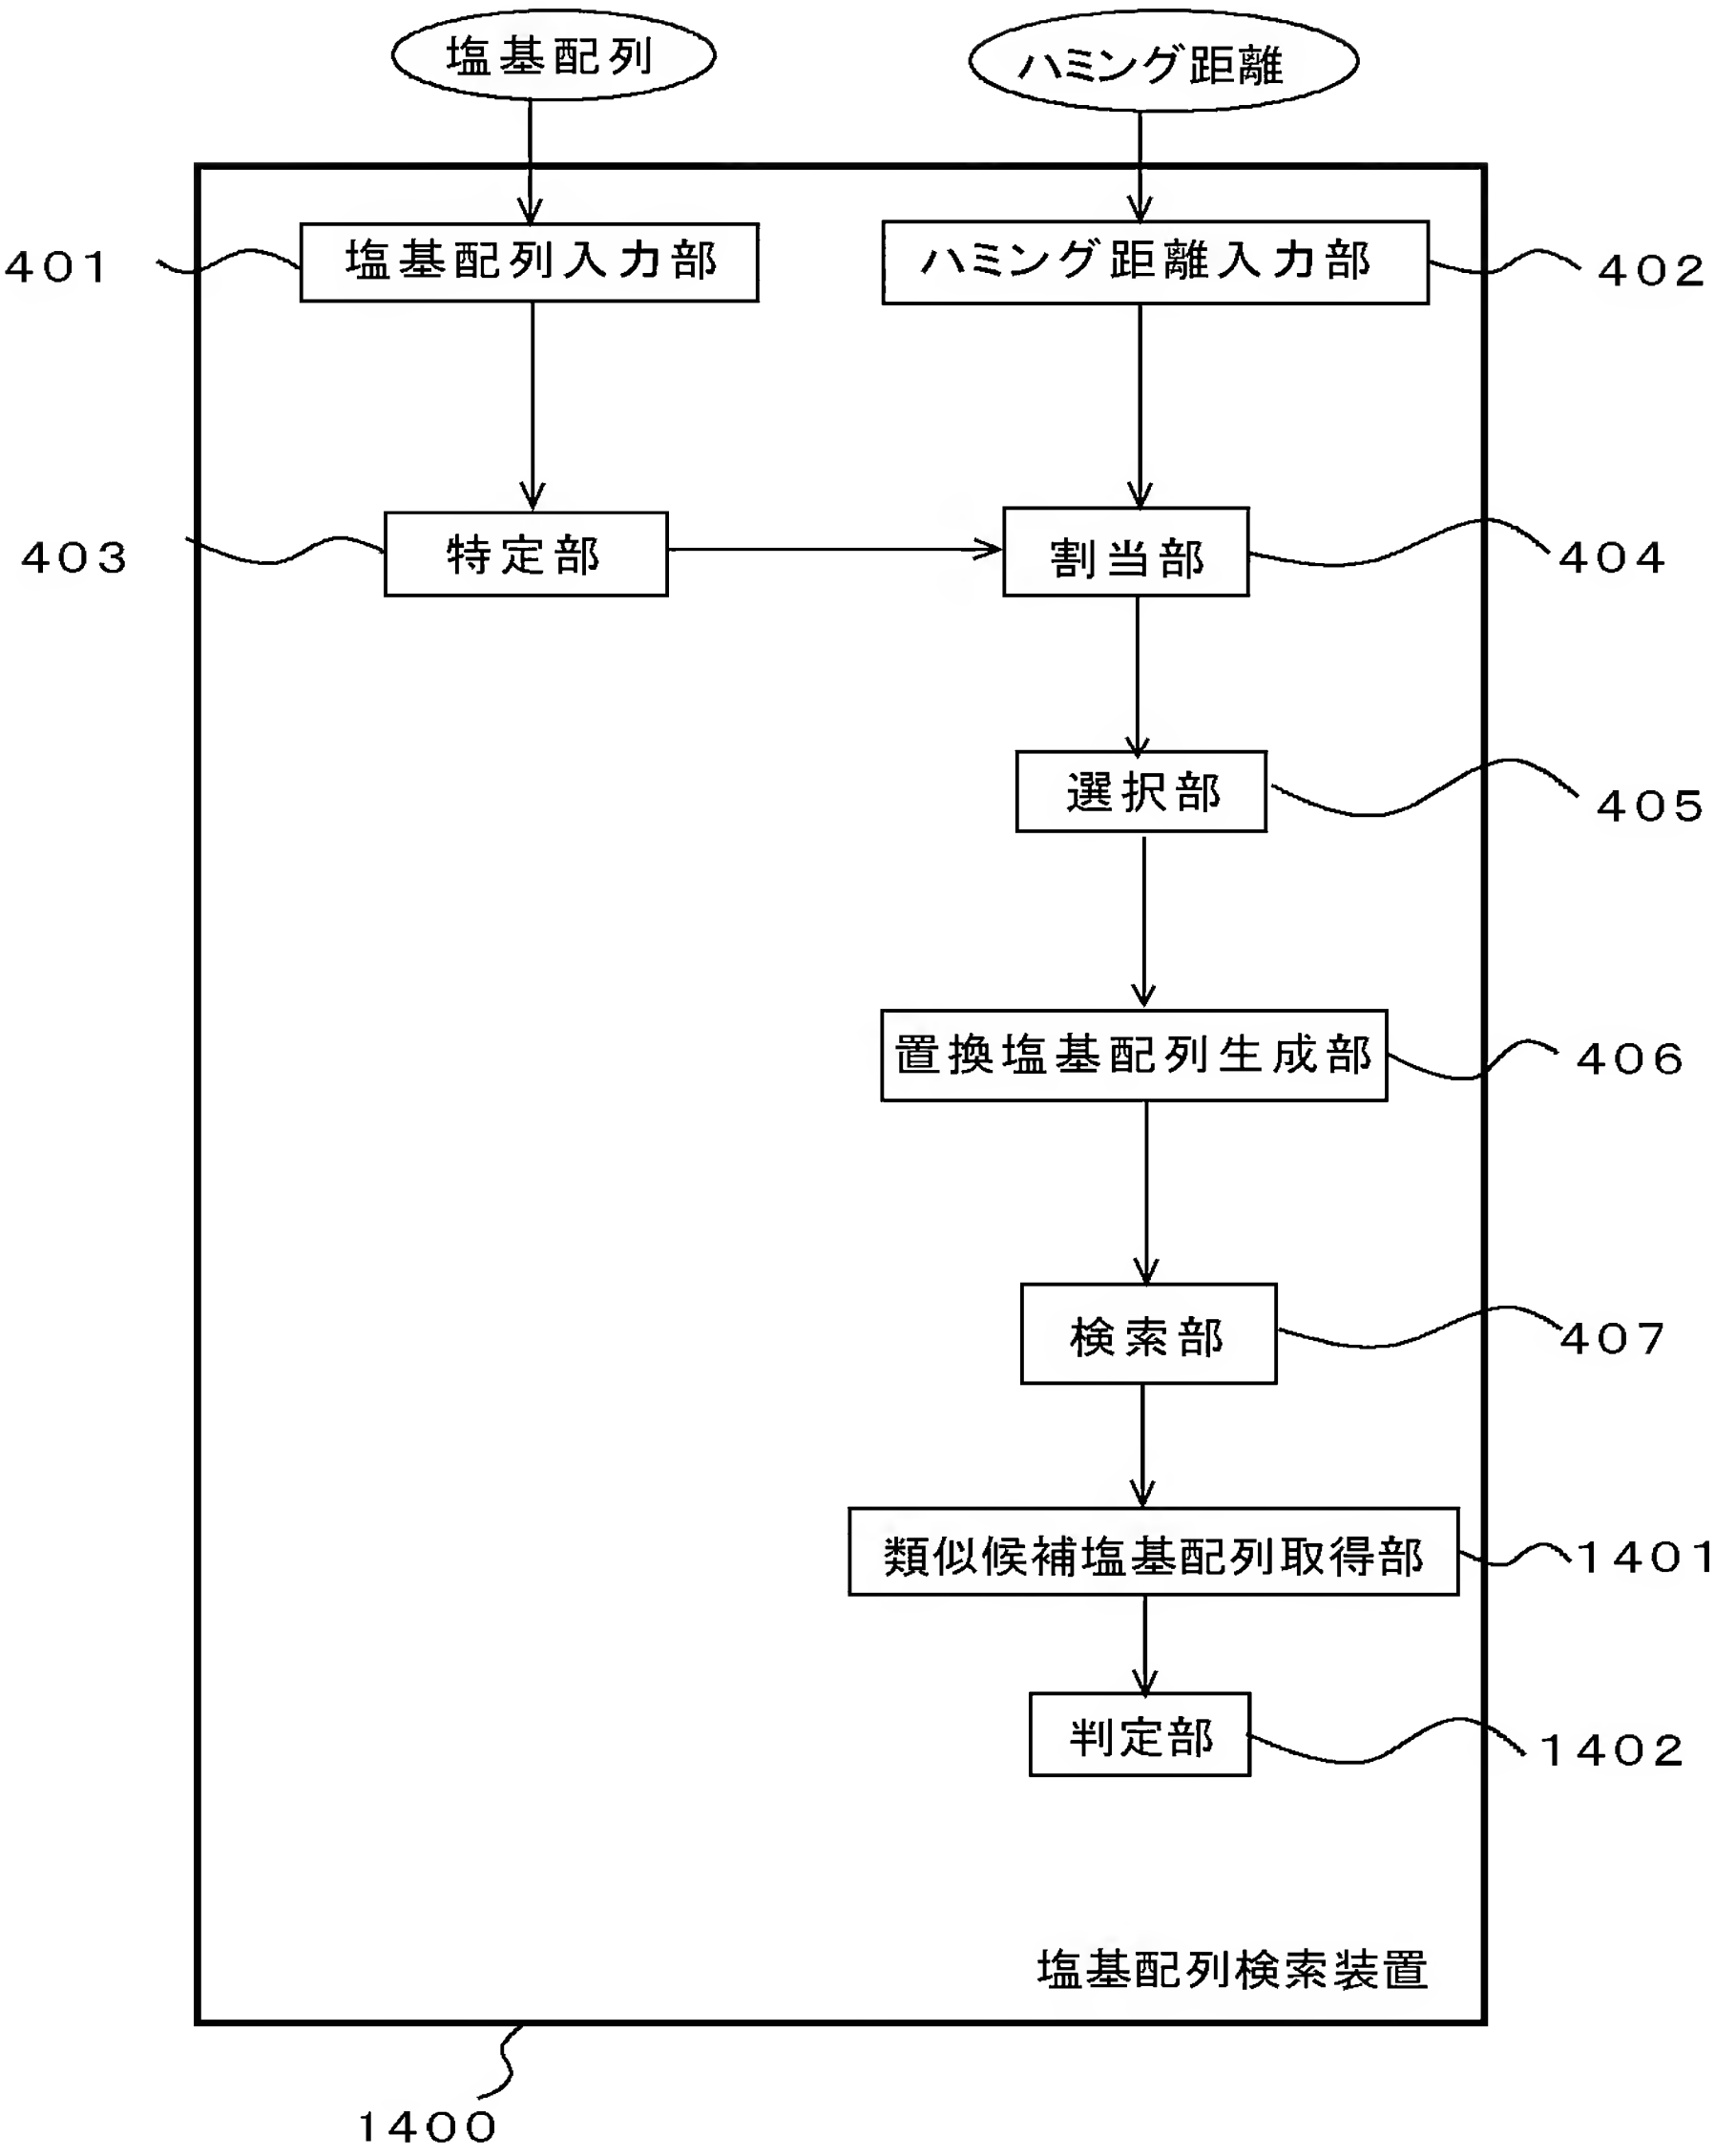 塩基配列
ハミング距離
塩基配列入力部
ハミング距離入力部
401
402
特定部
割当部
403
404
選択部
405
置換塩基配列生成部
406
検索部
407
類似候補塩基配列取得部
1401
判定部
1402
塩基配列検索装置
1400